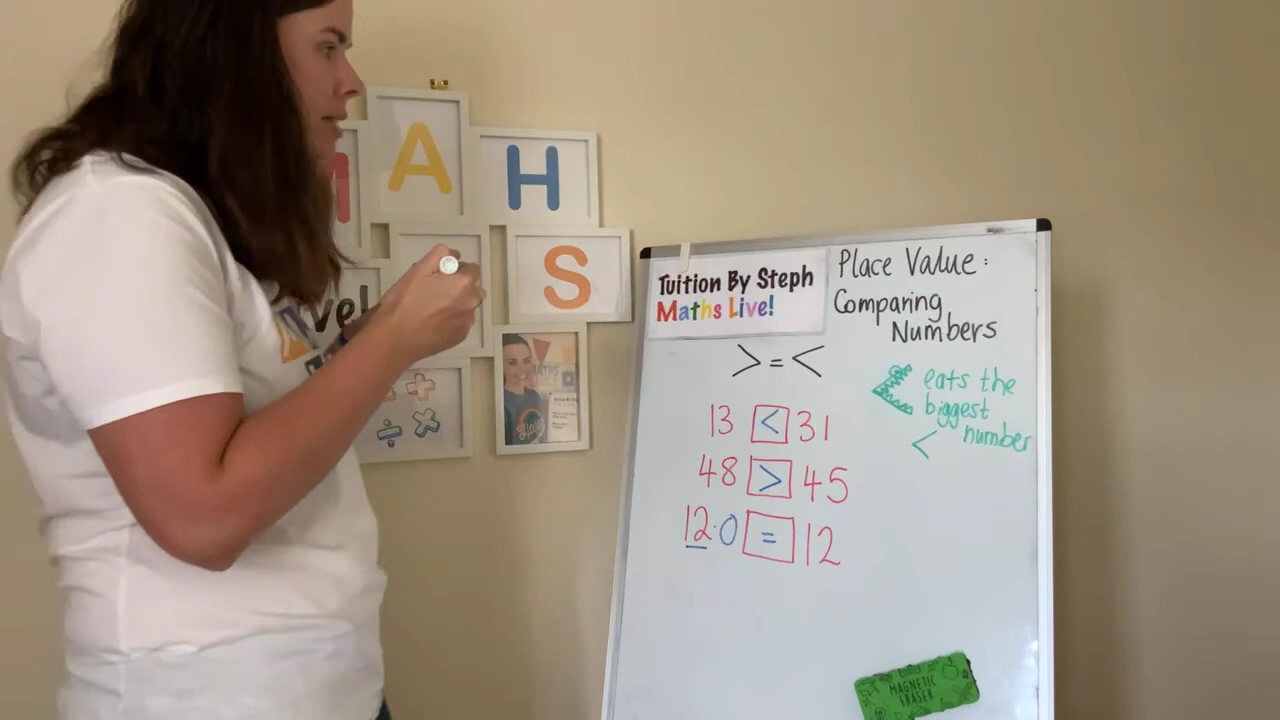 M
A
H
S
Tuition By Steph
Maths Live!
Place Value:
Comparing
Numbers
> = <
eats the
biggest
number
<
13 < 31
48 > 45
12.0 = 12
MAGNETIC
ERASER